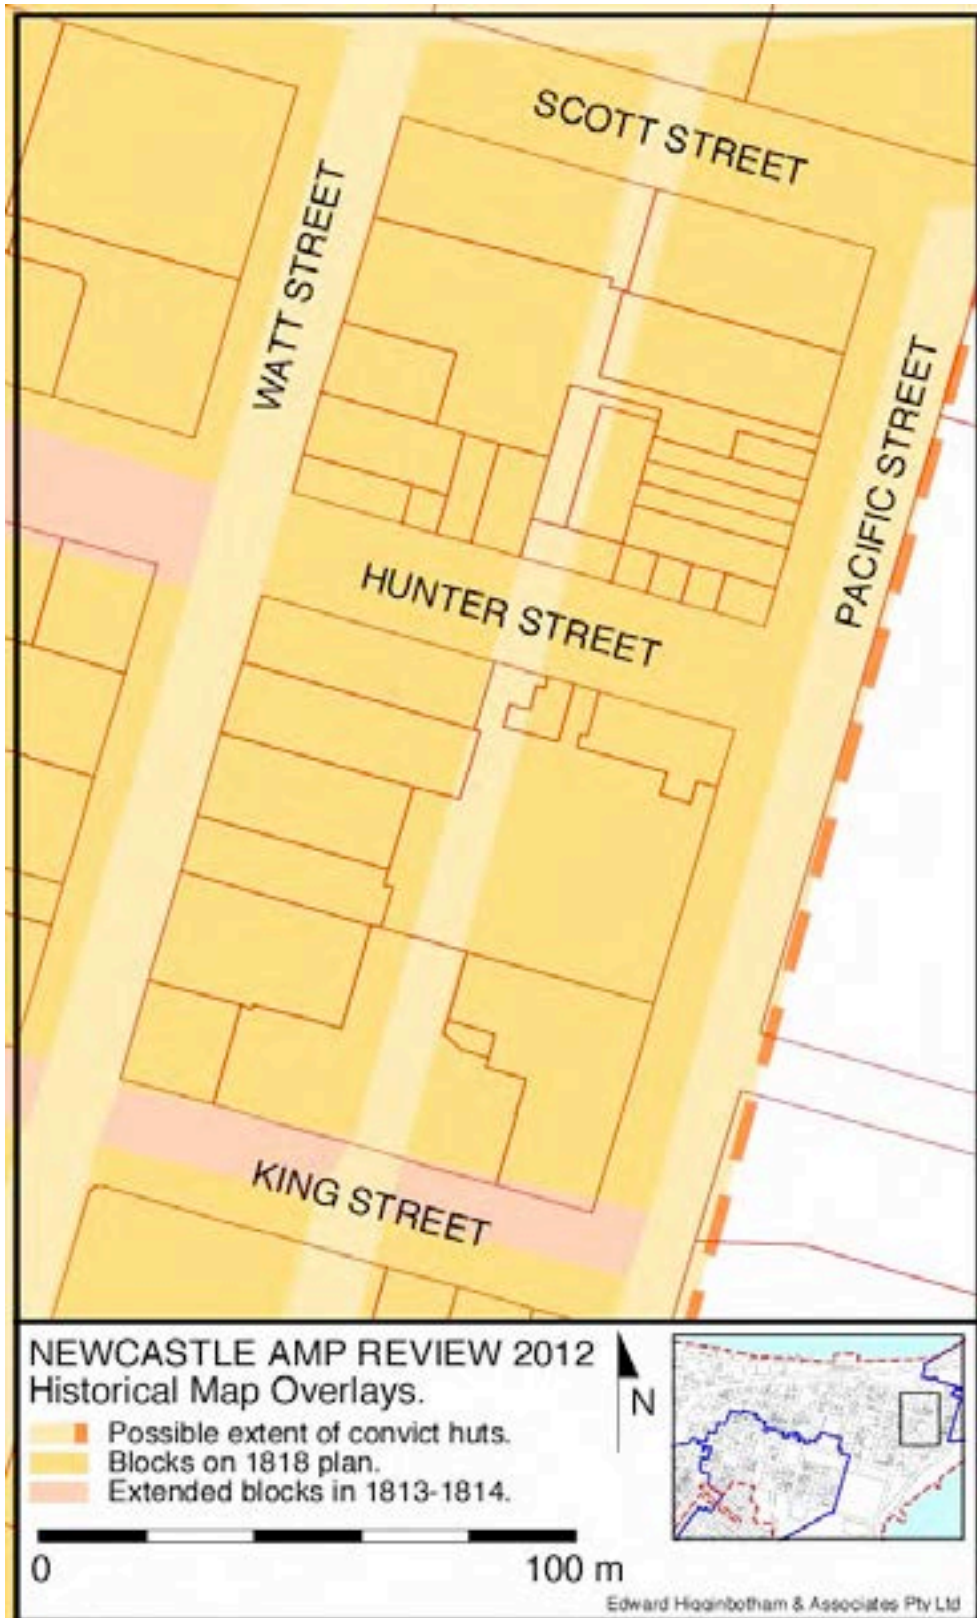 SCOTT STREET
WATT STREET
PACIFIC STREET
HUNTER STREET
KING STREET
NEWCASTLE AMP REVIEW 2012
Historical Map Overlays.
Possible extent of convict huts.
Blocks on 1818 plan.
Extended blocks in 1813-1814.
N
0 100 m
Edward Higginbotham & Associates Pty Ltd